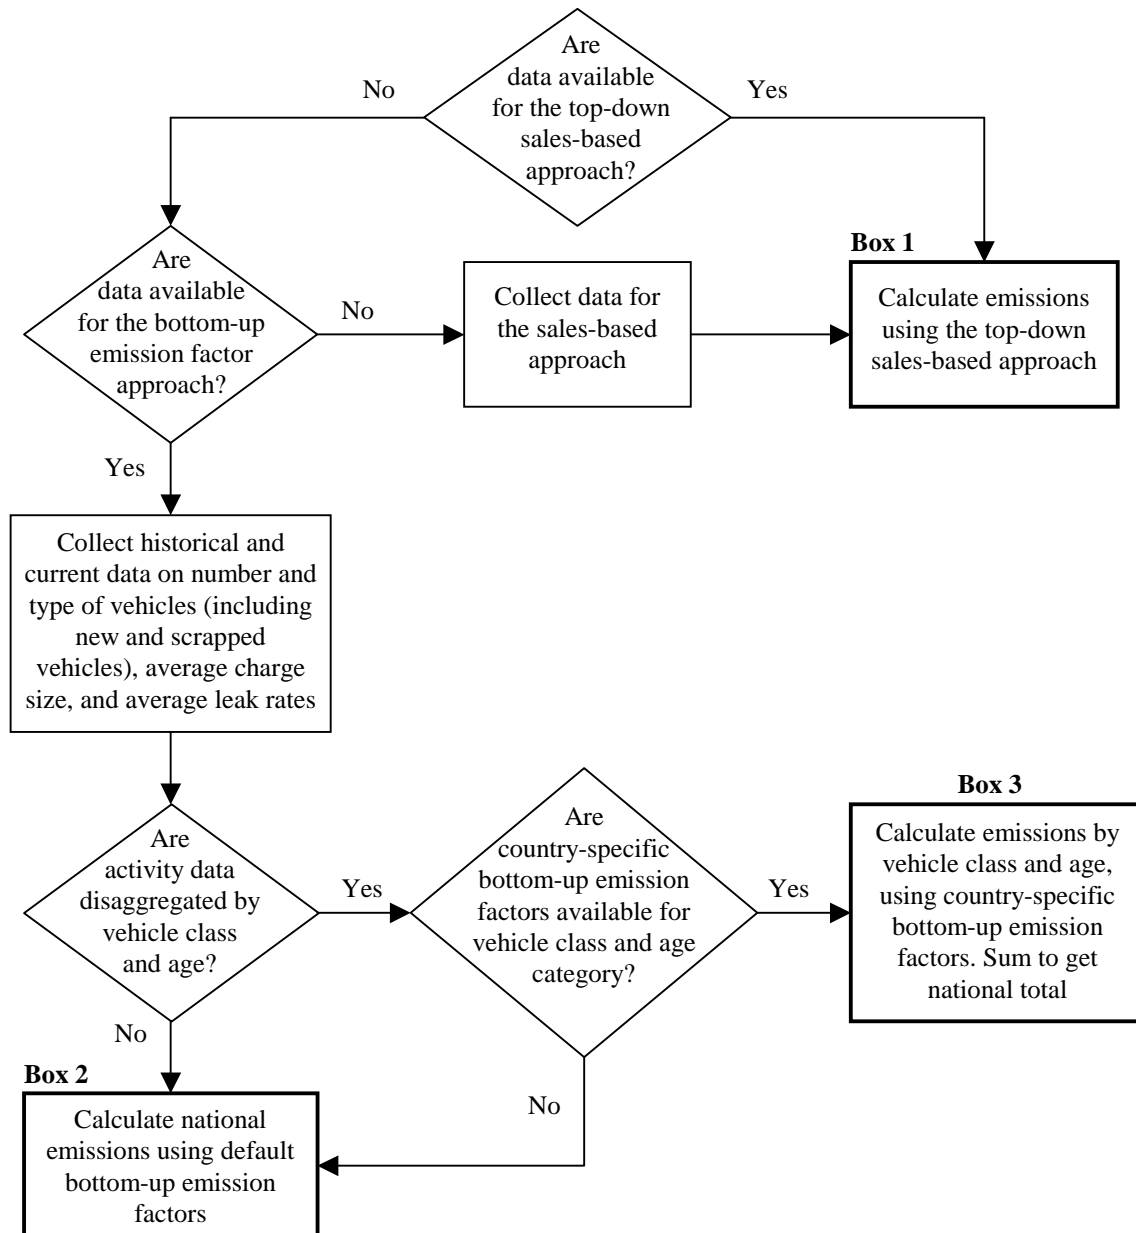 Are
data available
for the top-down
sales-based
approach?
No
Yes
Are
data available
for the bottom-up
emission factor
approach?
No
Collect data for
the sales-based
approach
Box 1
Calculate emissions
using the top-down
sales-based approach
Yes
Collect historical and
current data on number and
type of vehicles (including
new and scrapped
vehicles), average charge
size, and average leak rates
Are
activity data
disaggregated by
vehicle class
and age?
Yes
Are
country-specific
bottom-up emission
factors available for
vehicle class and age
category?
Yes
Box 3
Calculate emissions by
vehicle class and age,
using country-specific
bottom-up emission
factors. Sum to get
national total
No
No
Box 2
Calculate national
emissions using default
bottom-up emission
factors